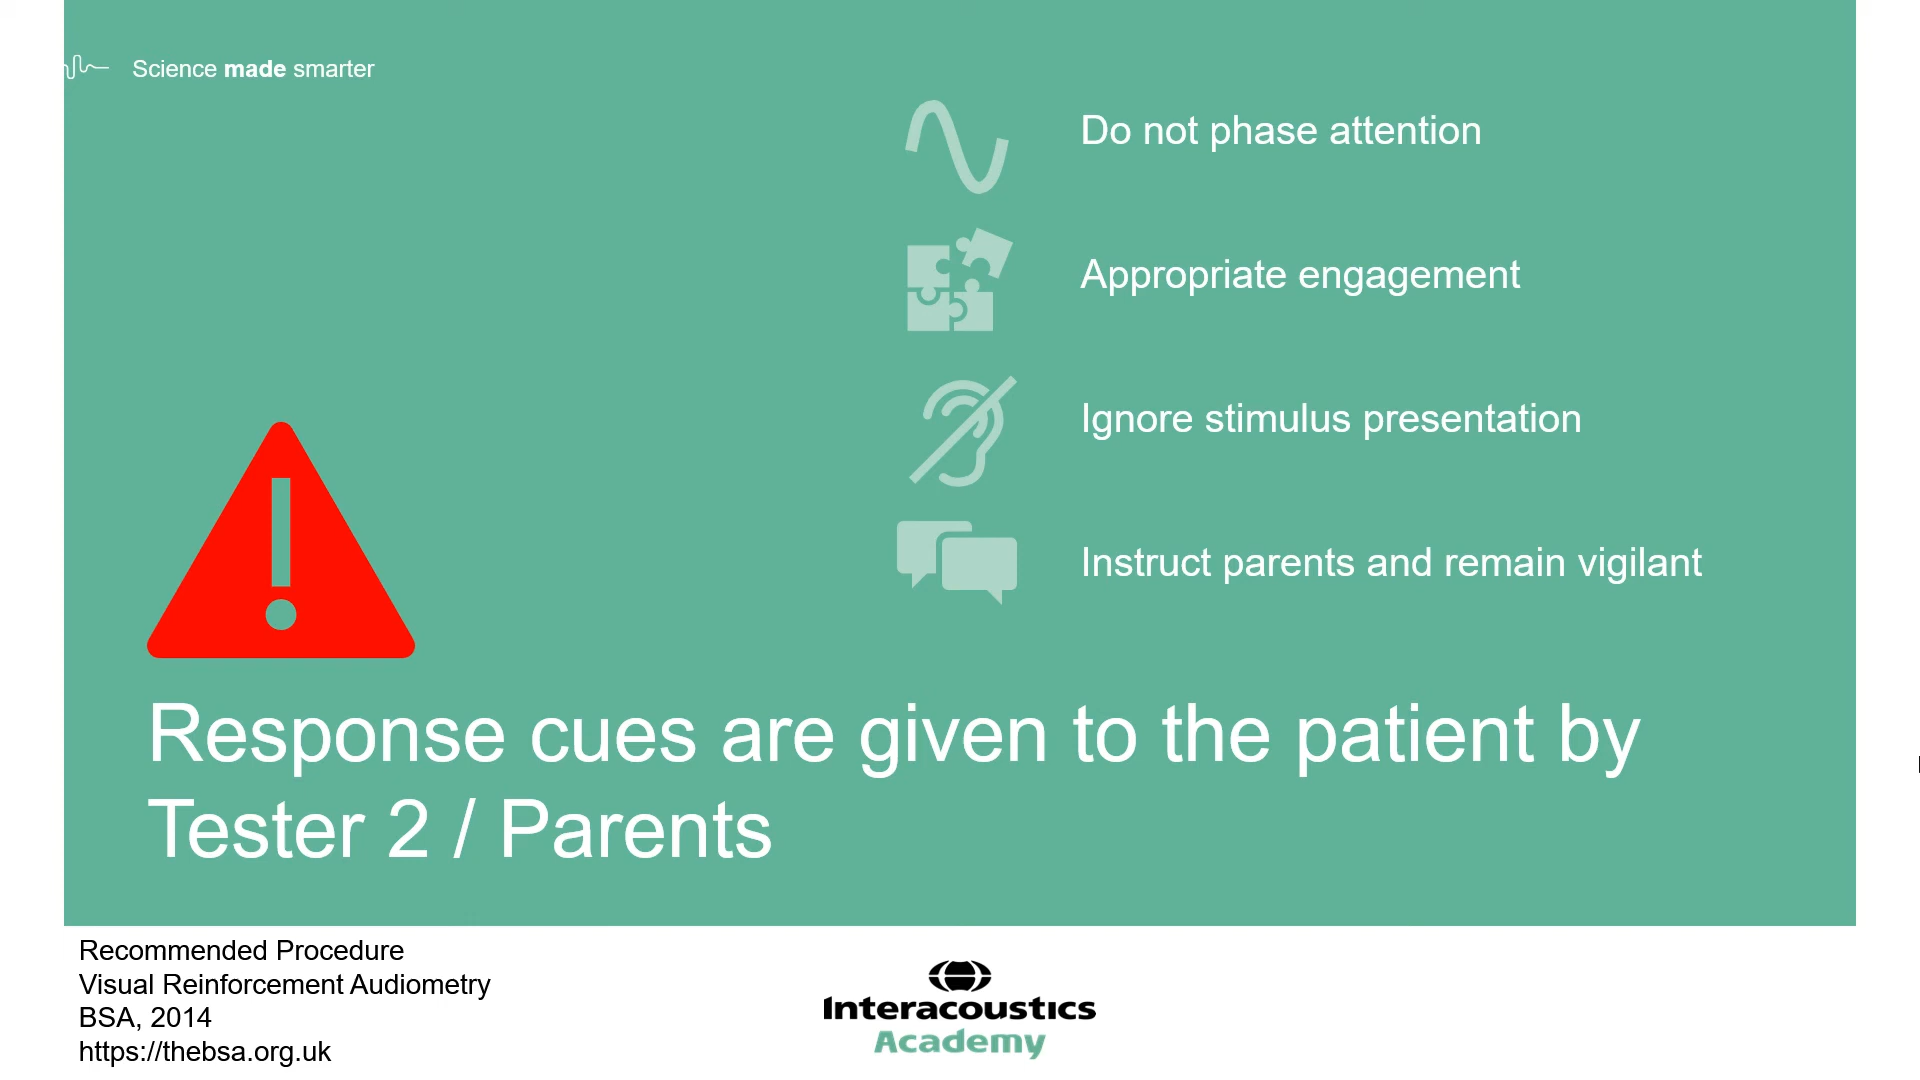 Science made smarter
Do not phase attention
Appropriate engagement
Ignore stimulus presentation
Instruct parents and remain vigilant
Response cues are given to the patient by
Tester 2 / Parents
Recommended Procedure
Visual Reinforcement Audiometry
BSA, 2014
https://thebsa.org.uk
Interacoustics
Academy